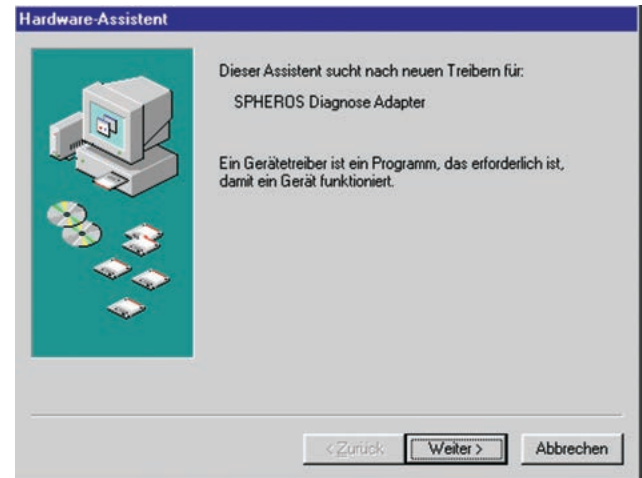 Hardware-Assistent
Dieser Assistent sucht nach neuen Treibern für:
SPHEROS Diagnose Adapter
Ein Gerätetreiber ist ein Programm, das erforderlich ist,
damit ein Gerät funktioniert.
< Zurück Weiter > Abbrechen